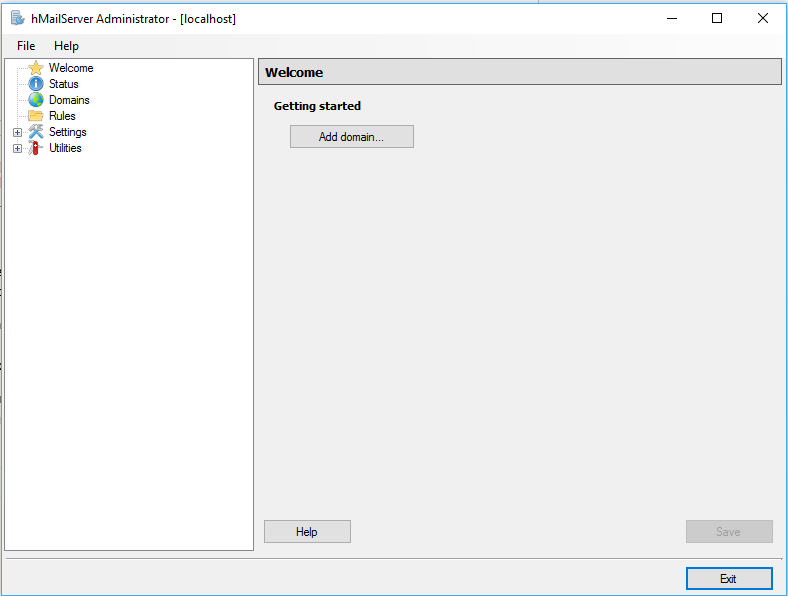 hMailServer Administrator - [localhost]
File Help
Welcome
Status
Domains
Rules
Settings
Utilities
Welcome
Getting started
Add domain...
Help
Save
Exit